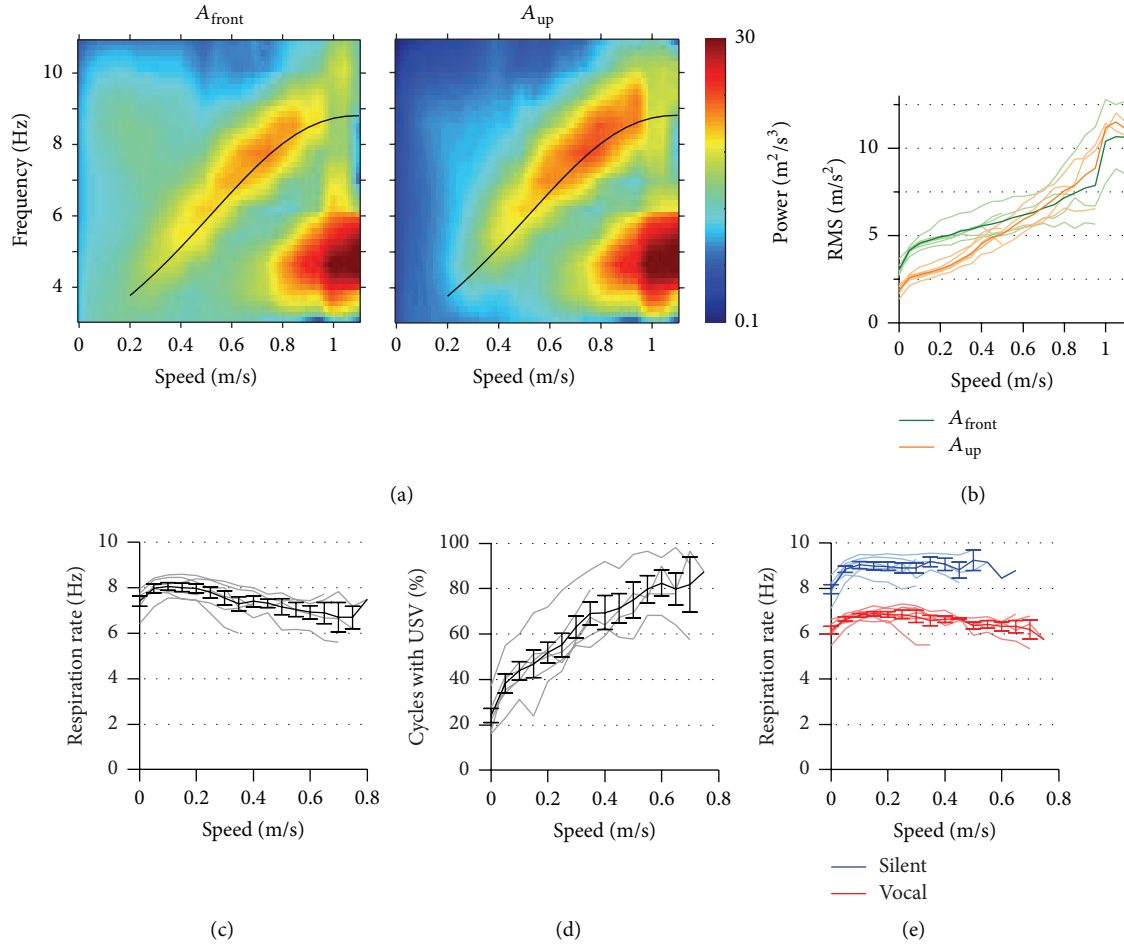 A_front
A_up
10
8
6
4
Frequency (Hz)
0
0.2
0.4
0.6
0.8
1
Speed (m/s)
0
0.2
0.4
0.6
0.8
1
Speed (m/s)
30
0.1
Power (m²/s³)
10
5
0
RMS (m/s²)
0
0.2
0.4
0.6
0.8
1
Speed (m/s)
A_front
A_up
(a)
(b)
10
8
6
4
2
0
Respiration rate (Hz)
0
0.2
0.4
0.6
0.8
Speed (m/s)
100
80
60
40
20
0
Cycles with USV (%)
0
0.2
0.4
0.6
0.8
Speed (m/s)
10
8
6
4
2
0
Respiration rate (Hz)
0
0.2
0.4
0.6
0.8
Speed (m/s)
Silent
Vocal
(c)
(d)
(e)